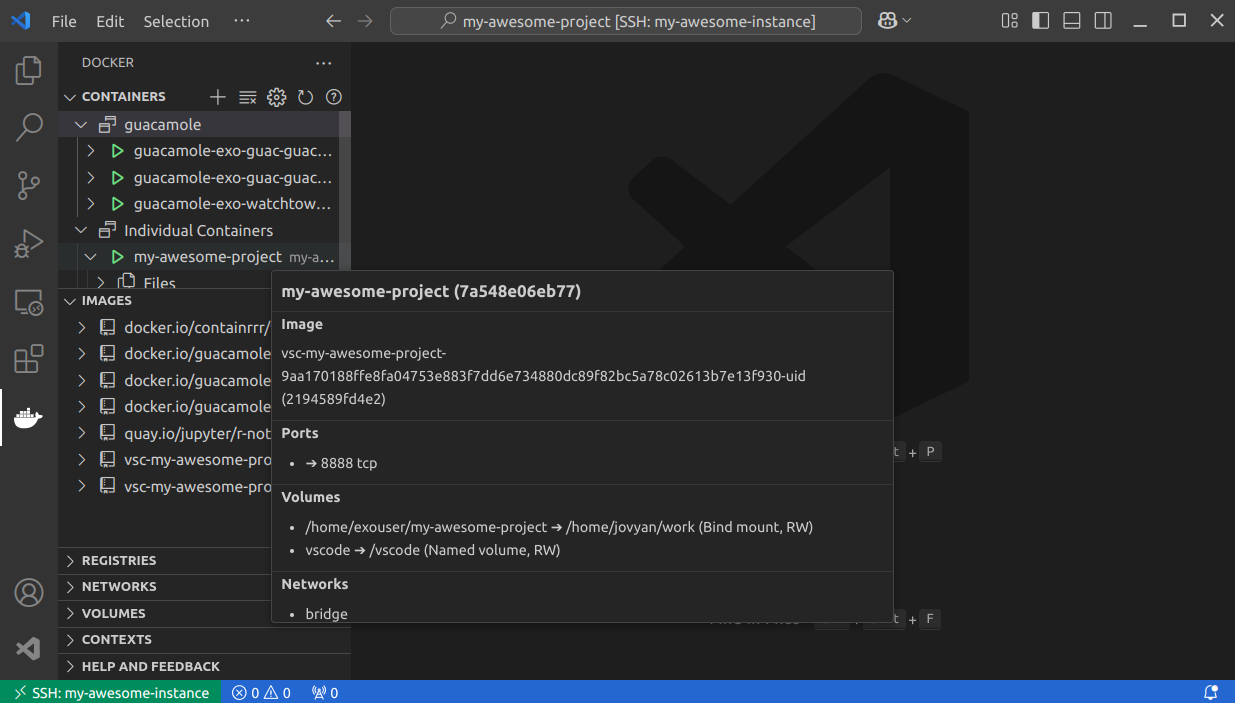 File Edit Selection ···
my-awesome-project [SSH: my-awesome-instance]
DOCKER
CONTAINERS
guacamole
guacamole-exo-guac-guac...
guacamole-exo-guac-guac...
guacamole-exo-watchtow...
Individual Containers
my-awesome-project my-a...
Files
IMAGES
docker.io/containrrr/
docker.io/guacamole
docker.io/guacamole
docker.io/guacamole
quay.io/jupyter/r-not
vsc-my-awesome-pro
vsc-my-awesome-pro
REGISTRIES
NETWORKS
VOLUMES
CONTEXTS
HELP AND FEEDBACK
my-awesome-project (7a548e06eb77)
Image
vsc-my-awesome-project-
9aa170188ffe8fa04753e883f7dd6e734880dc89f82bc5a78c02613b7e13f930-uid
(2194589fd4e2)
Ports
• ➔ 8888 tcp
Volumes
• /home/exouser/my-awesome-project ➔ /home/jovyan/work (Bind mount, RW)
• vscode ➔ /vscode (Named volume, RW)
Networks
• bridge
t + P
t + F
SSH: my-awesome-instance 0 0 0